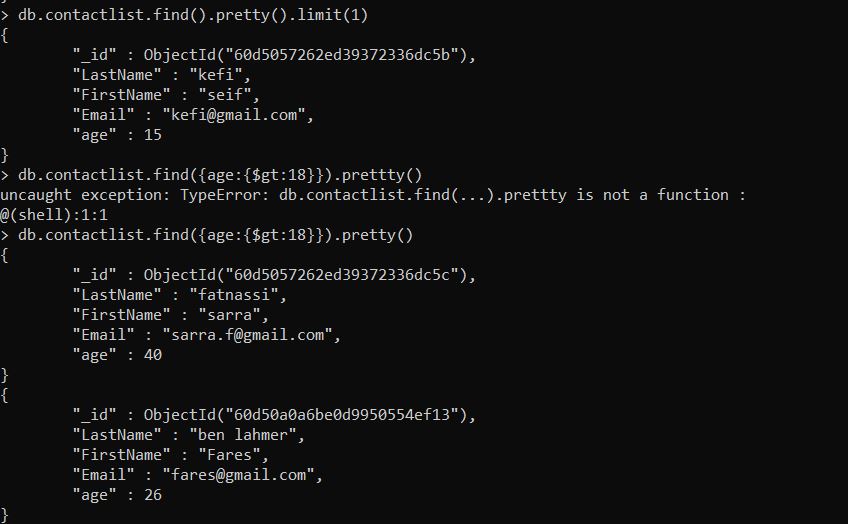 > db.contactlist.find().pretty().limit(1)
{
        "_id" : ObjectId("60d5057262ed39372336dc5b"),
        "LastName" : "kefi",
        "FirstName" : "seif",
        "Email" : "kefi@gmail.com",
        "age" : 15
}
> db.contactlist.find({age:{$gt:18}}).prettty()
uncaught exception: TypeError: db.contactlist.find(...).prettty is not a function :
@(shell):1:1
> db.contactlist.find({age:{$gt:18}}).pretty()
{
        "_id" : ObjectId("60d5057262ed39372336dc5c"),
        "LastName" : "fatnassi",
        "FirstName" : "sarra",
        "Email" : "sarra.f@gmail.com",
        "age" : 40
}
{
        "_id" : ObjectId("60d50a0a6be0d9950554ef13"),
        "LastName" : "ben lahmer",
        "FirstName" : "Fares",
        "Email" : "fares@gmail.com",
        "age" : 26
}